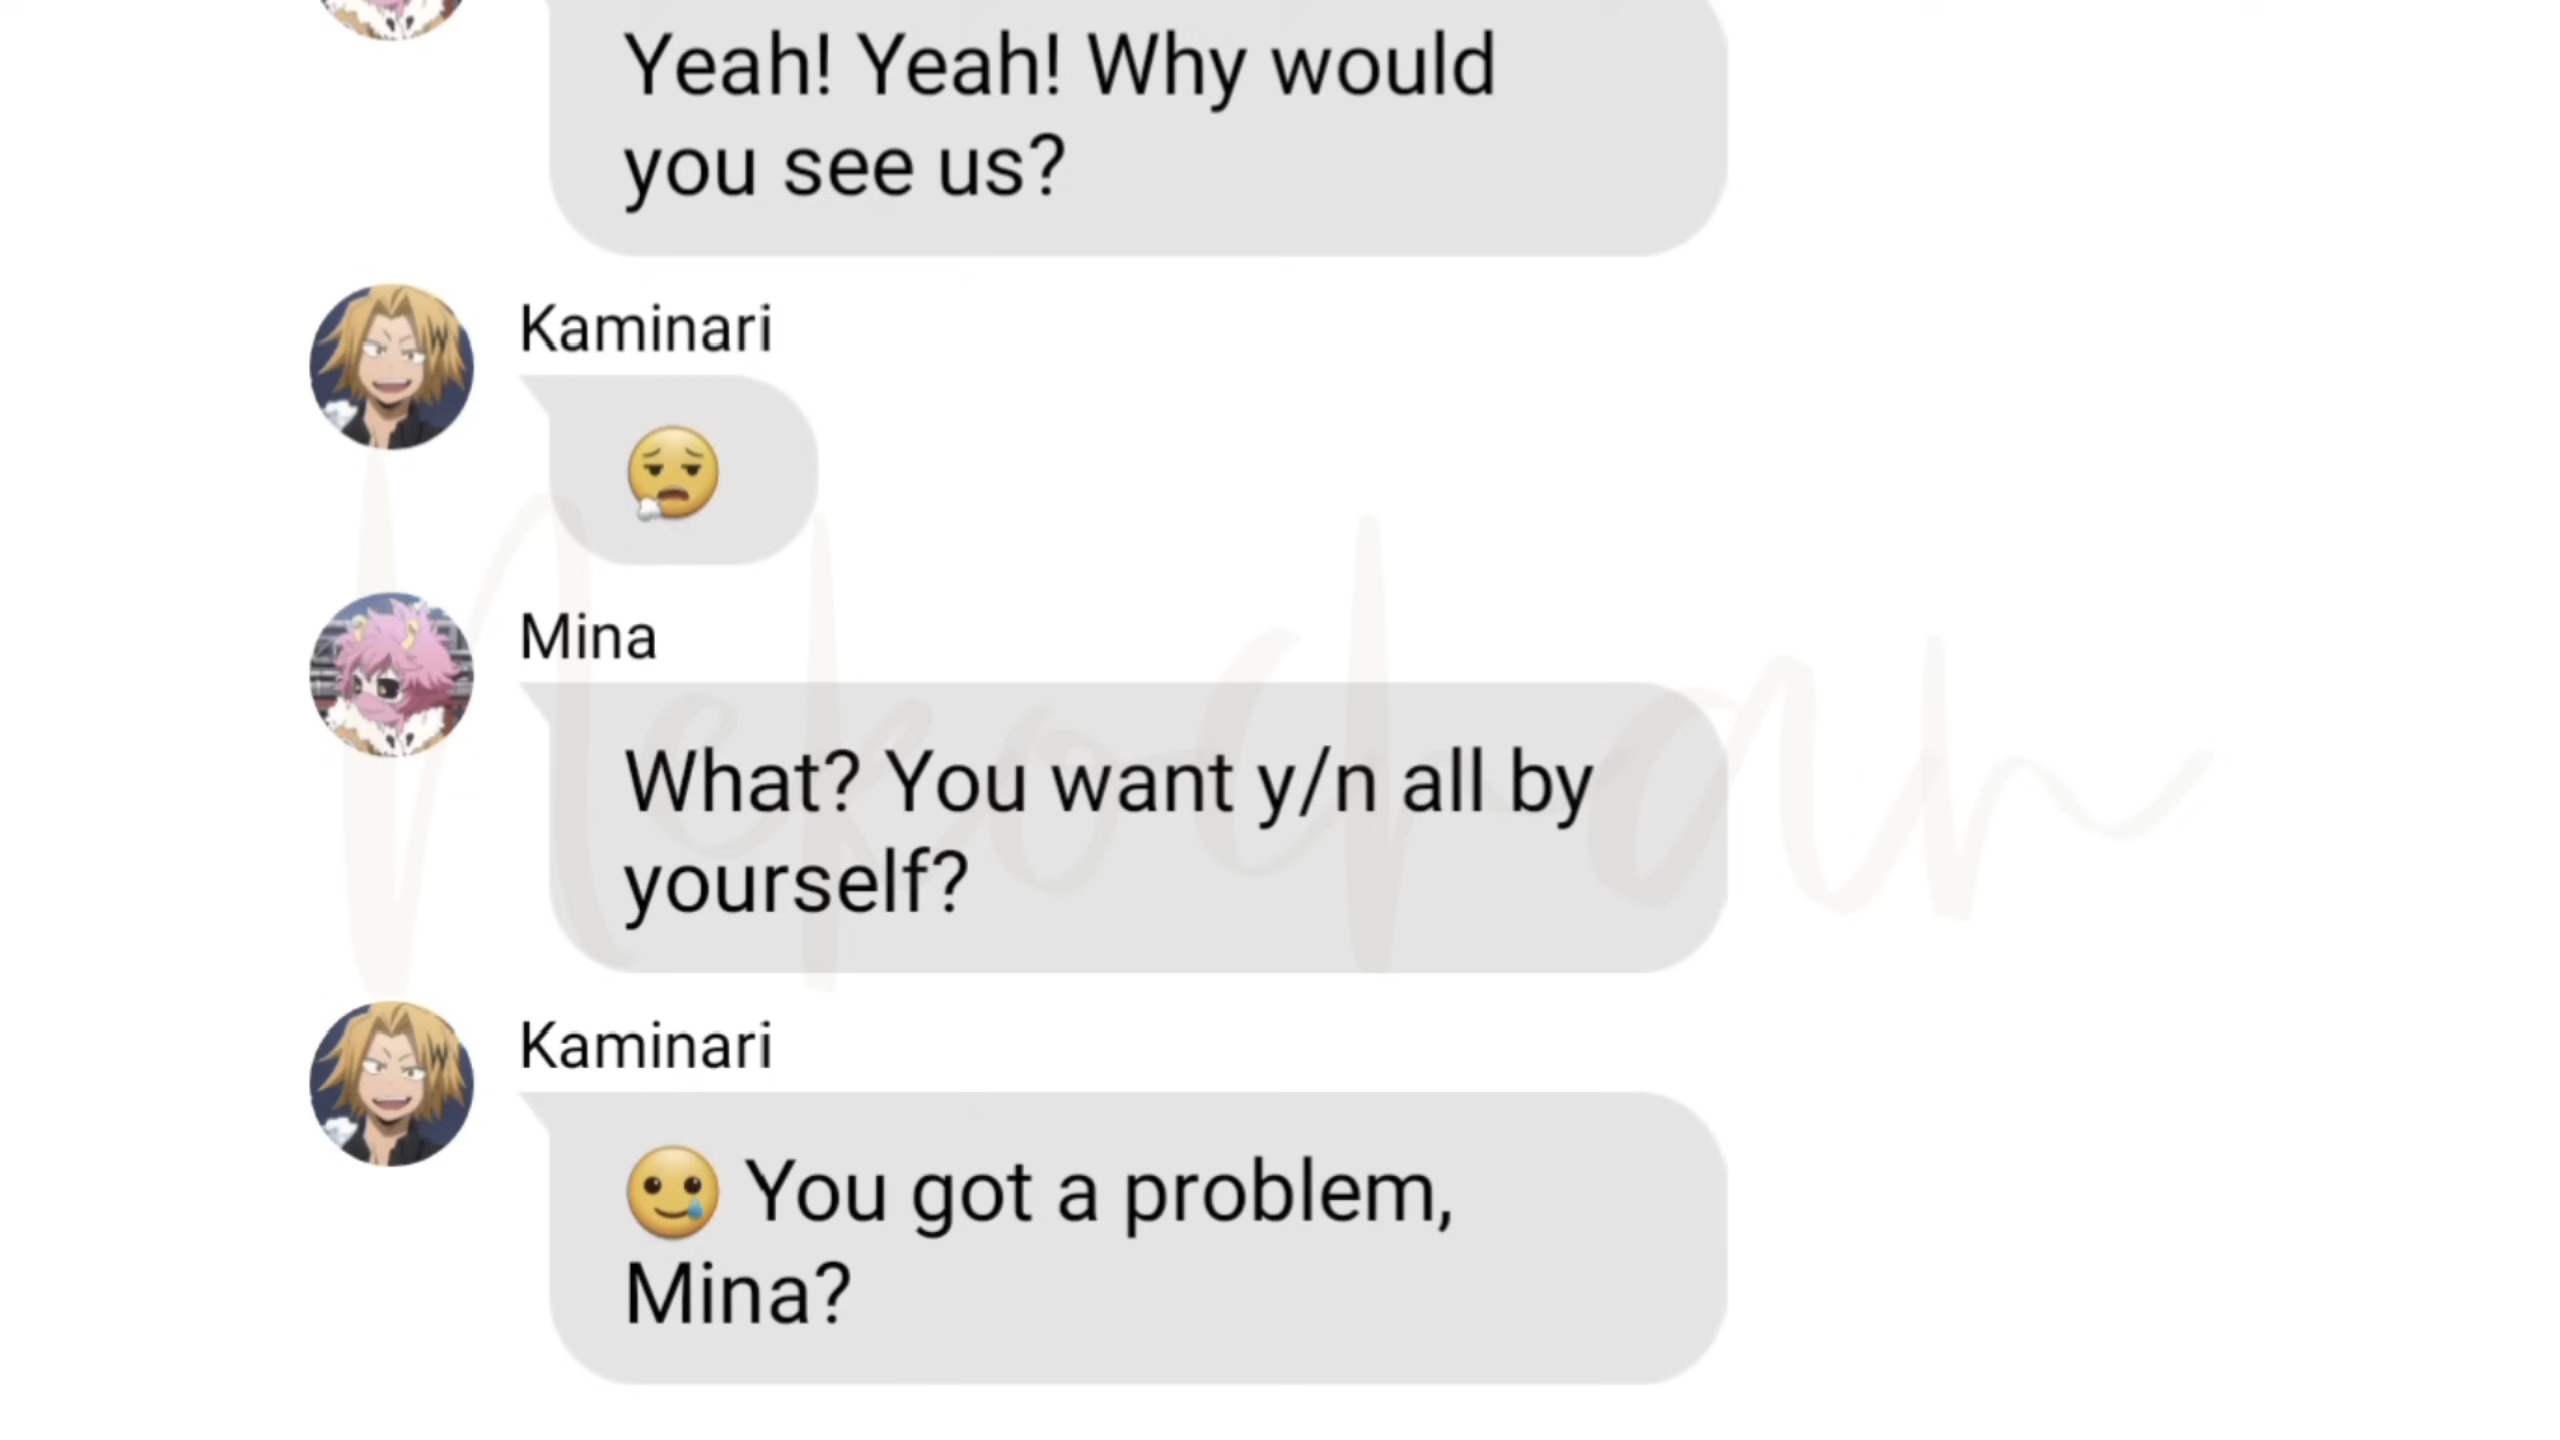 Yeah! Yeah! Why would
you see us?
Kaminari
😮‍💨
Mina
What? You want y/n all by
yourself?
Kaminari
🥲 You got a problem,
Mina?